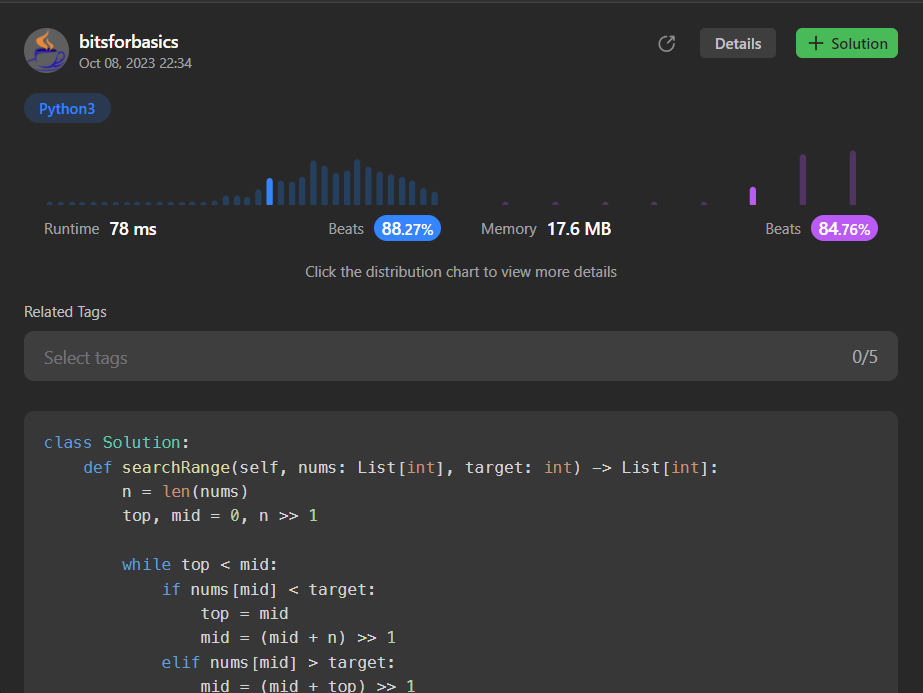 bitsforbasics
Oct 08, 2023 22:34
Details
+ Solution
Python3
Runtime 78 ms Beats 88.27% Memory 17.6 MB Beats 84.76%
Click the distribution chart to view more details
Related Tags
Select tags 0/5
class Solution:
    def searchRange(self, nums: List[int], target: int) -> List[int]:
        n = len(nums)
        top, mid = 0, n >> 1

        while top < mid:
            if nums[mid] < target:
                top = mid
                mid = (mid + n) >> 1
            elif nums[mid] > target:
                mid = (mid + top) >> 1